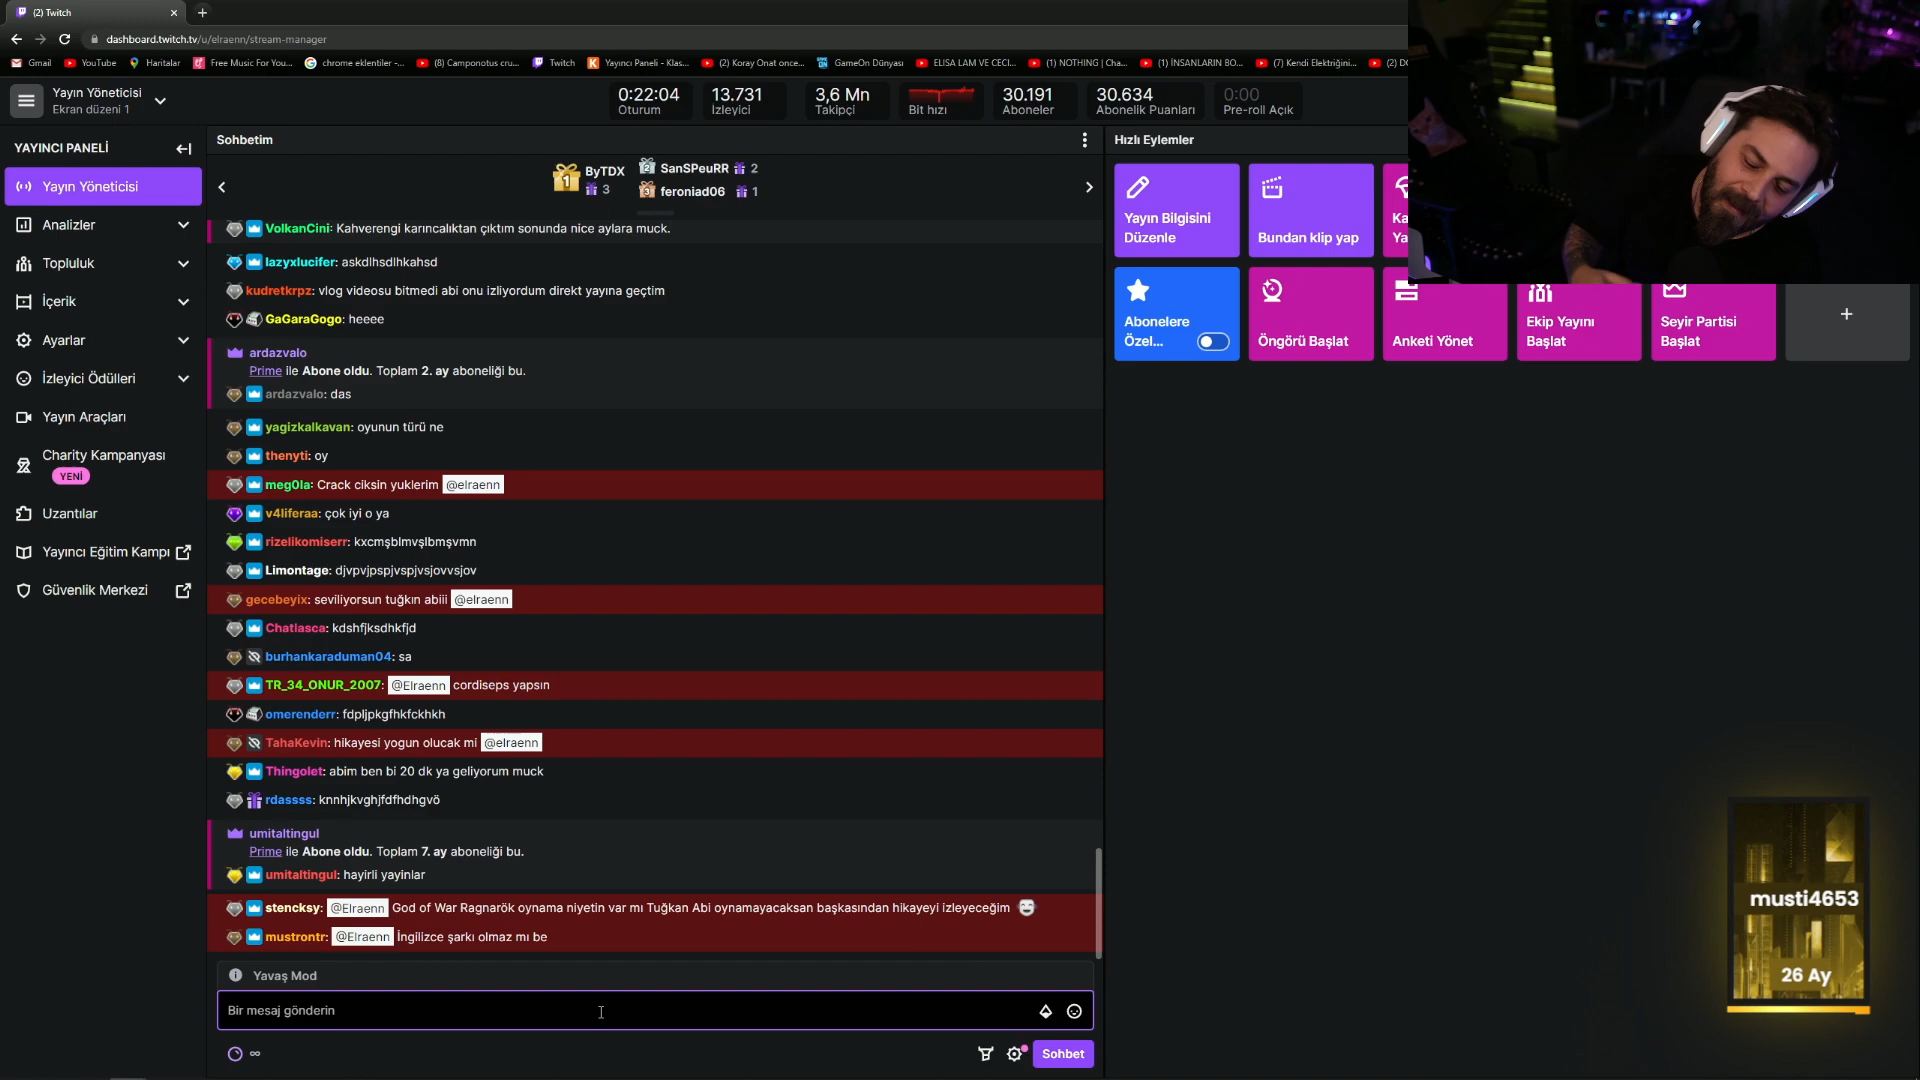 (2) Twitch
dashboard.twitch.tv/u/elraenn/stream-manager
Gmail
YouTube
Haritalar
Free Music For You...
chrome eklentiler -...
(8) Camponotus cru...
Twitch
Yayıncı Paneli - Klas...
(2) Koray Onat once...
GameOn Dünyası
ELISA LAM VE CECI...
(1) NOTHING | Cha...
(1) İNSANLARIN BO...
(7) Kendi Elektriğini...
Yayın Yöneticisi
Ekran düzeni 1
0:22:04
Oturum
13.731
İzleyici
3,6 Mn
Takipçi
Bit hızı
30.191
Aboneler
30.634
Abonelik Puanları
0:00
Pre-roll Açık
YAYINCI PANELİ
Yayın Yöneticisi
Analizler
Topluluk
İçerik
Ayarlar
İzleyici Ödülleri
Yayın Araçları
Charity Kampanyası
YENİ
Uzantılar
Yayıncı Eğitim Kampı
Güvenlik Merkezi
Sohbetim
1 ByTDX
3
2 SanSPeuRR 2
3 feroniad06 1
VolkanCini: Kahverengi karıncalıktan çıktım sonunda nice aylara muck.
lazyxlucifer: askdlhsdlhkahsd
kudretkrpz: vlog videosu bitmedi abi onu izliyordum direkt yayına geçtim
GaGaraGogo: heeee
ardazvalo
Prime ile Abone oldu. Toplam 2. ay aboneliği bu.
ardazvalo: das
yagizkalkavan: oyunun türü ne
thenyti: oy
meg0la: Crack ciksin yuklerim @elraenn
v4liferaa: çok iyi o ya
rizelikomiserr: kxcmşblmvşlbmşvmn
Limontage: djvpvjpspjvspjvsjovvsjov
gecebeyix: seviliyorsun tuğkın abiii @elraenn
Chatlasca: kdshfjksdhkfjd
burhankaraduman04: sa
TR_34_ONUR_2007: @Elraenn cordiseps yapsın
omerenderr: fdpljpkgfhkfckhkh
TahaKevin: hikayesi yogun olucak mi @elraenn
Thingolet: abim ben bi 20 dk ya geliyorum muck
rdassss: knnhjkvghjfdfhdhgvö
umitaltingul
Prime ile Abone oldu. Toplam 7. ay aboneliği bu.
umitaltingul: hayirli yayinlar
stencksy: @Elraenn God of War Ragnarök oynama niyetin var mı Tuğkan Abi oynamayacaksan başkasından hikayeyi izleyeceğim
mustrontr: @Elraenn İngilizce şarkı olmaz mı be
Yavaş Mod
Bir mesaj gönderin
∞
Sohbet
Hızlı Eylemler
Yayın Bilgisini
Düzenle
Bundan klip yap
Abonelere
Özel...
Öngörü Başlat
Anketi Yönet
Ekip Yayını
Başlat
Seyir Partisi
Başlat
+
musti4653
26 Ay